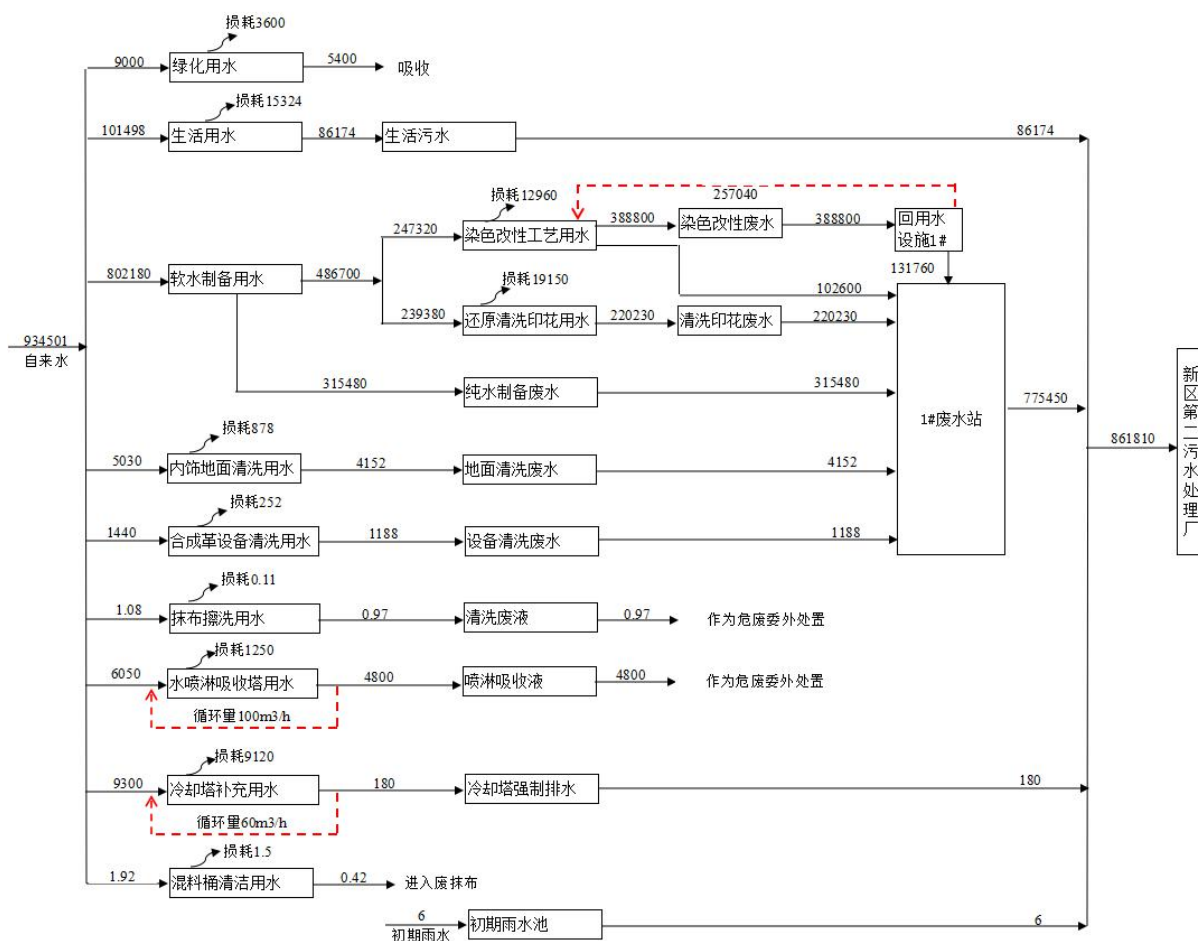 损耗3600
9000
绿化用水
5400
吸收
损耗15324
101498
生活用水
86174
生活污水
86174
257040
损耗12960
247320
染色改性工艺用水
388800
染色改性废水
388800
回用水
设施1#
131760
802180
软水制备用水
486700
102600
损耗19150
239380
还原清洗印花用水
220230
清洗印花废水
220230
934501
自来水
315480
纯水制备废水
315480
1#废水站
775450
861810
新区第二污水处理厂
损耗878
5030
内饰地面清洗用水
4152
地面清洗废水
4152
损耗252
1440
合成革设备清洗用水
1188
设备清洗废水
1188
损耗0.11
1.08
抹布擦洗用水
0.97
清洗废液
0.97
作为危废委外处置
损耗1250
6050
水喷淋吸收塔用水
4800
喷淋吸收液
4800
作为危废委外处置
循环量100m3/h
损耗9120
9300
冷却塔补充用水
180
冷却塔强制排水
180
循环量60m3/h
损耗1.5
1.92
混料桶清洁用水
0.42
进入废抹布
6
初期雨水
初期雨水池
6